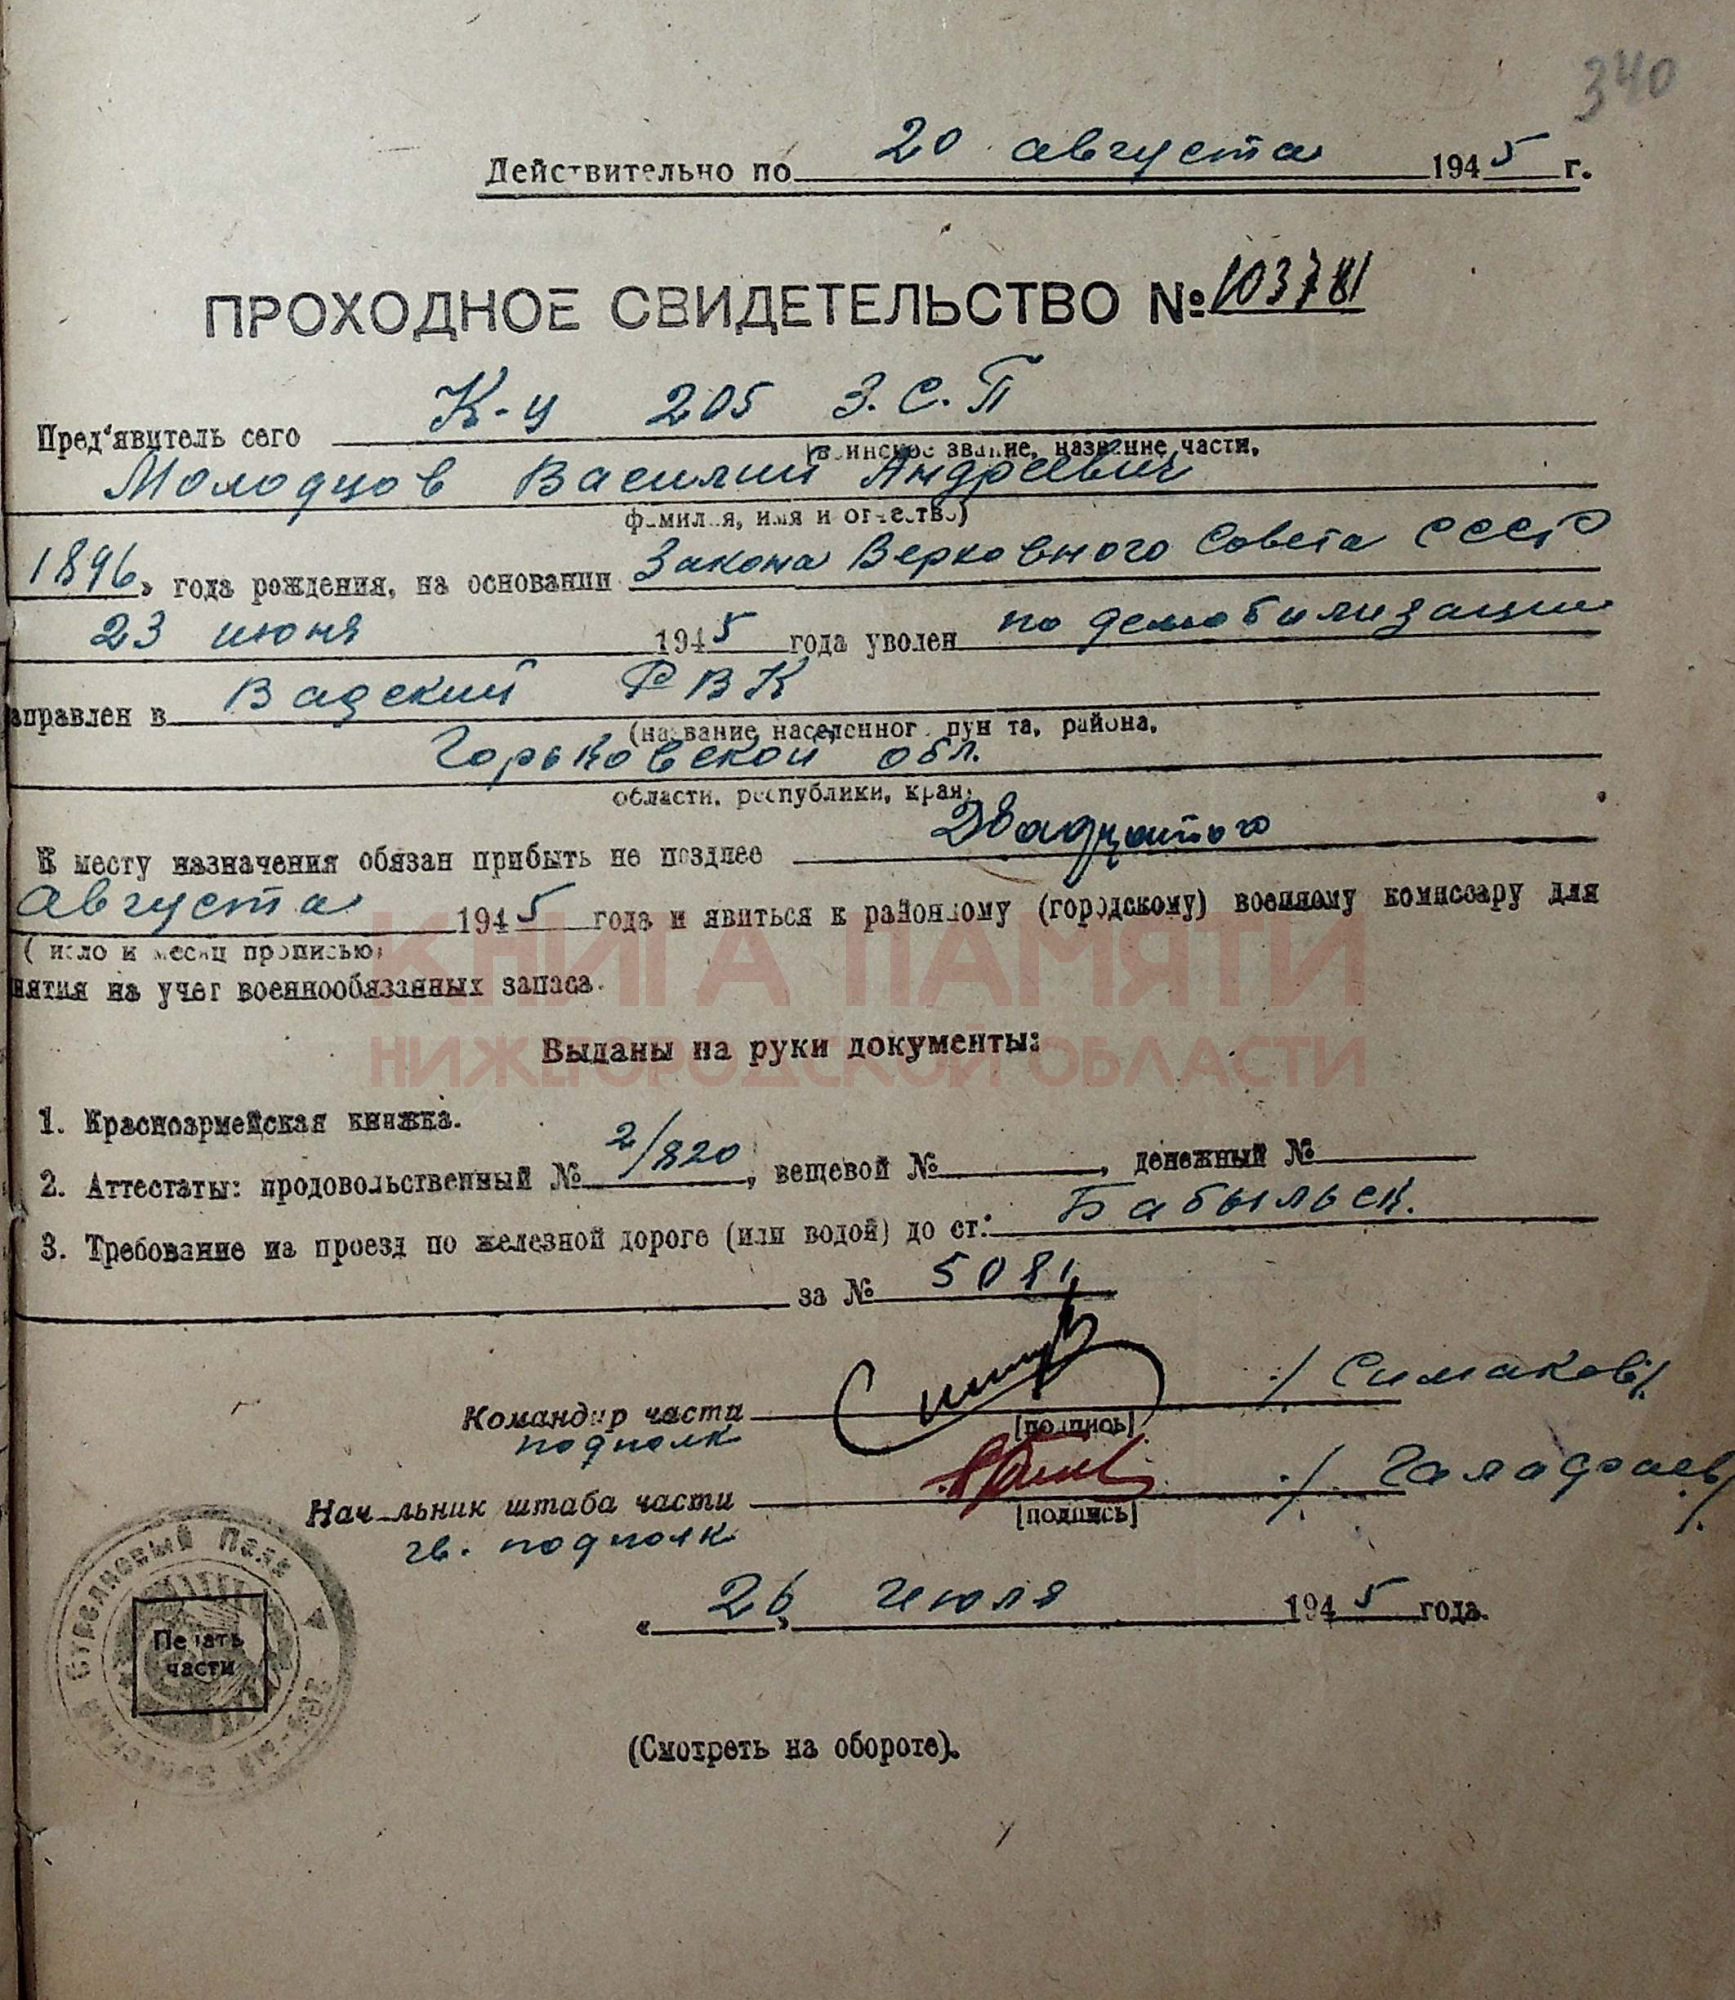 340
Действительно по 20 августа 1945 г.
ПРОХОДНОЕ СВИДЕТЕЛЬСТВО № 103781
Пред'явитель сего К-ц 205 З.С.П
(воинское звание, название части,
Молодцов Василий Андреевич
фамилия, имя и отчество)
1896, года рождения, на основании Закона Верховного Совета СССР
23 июня 1945 года уволен по демобилизации
аправлен в Вадский РВК
(название населенного пункта, района,
Горьковской обл.
области, республики, края)
К месту назначения обязан прибыть не позднее Двадцатого
Августа 1945 года и явиться к районному (городскому) военному комиссару для
(число и месяц прописью)
нятия на учет военнообязанных запаса.
КНИГА ПАМЯТИ
НИЖЕГОРОДСКОЙ ОБЛАСТИ
Выданы на руки документы:
1. Красноармейская книжка.
2. Аттестаты: продовольственный № 2/820, вещевой №, денежный №
3. Требование на проезд по железной дороге (или водой) до ст.: Бабыльск.
за № 5081
Командир части /Симаков/
подполк [подпись]
Начальник штаба части
гв. подполк [подпись]
«26» Июля 1945 года.
Стрелковый Полк
Печать
части
(Смотреть на обороте).